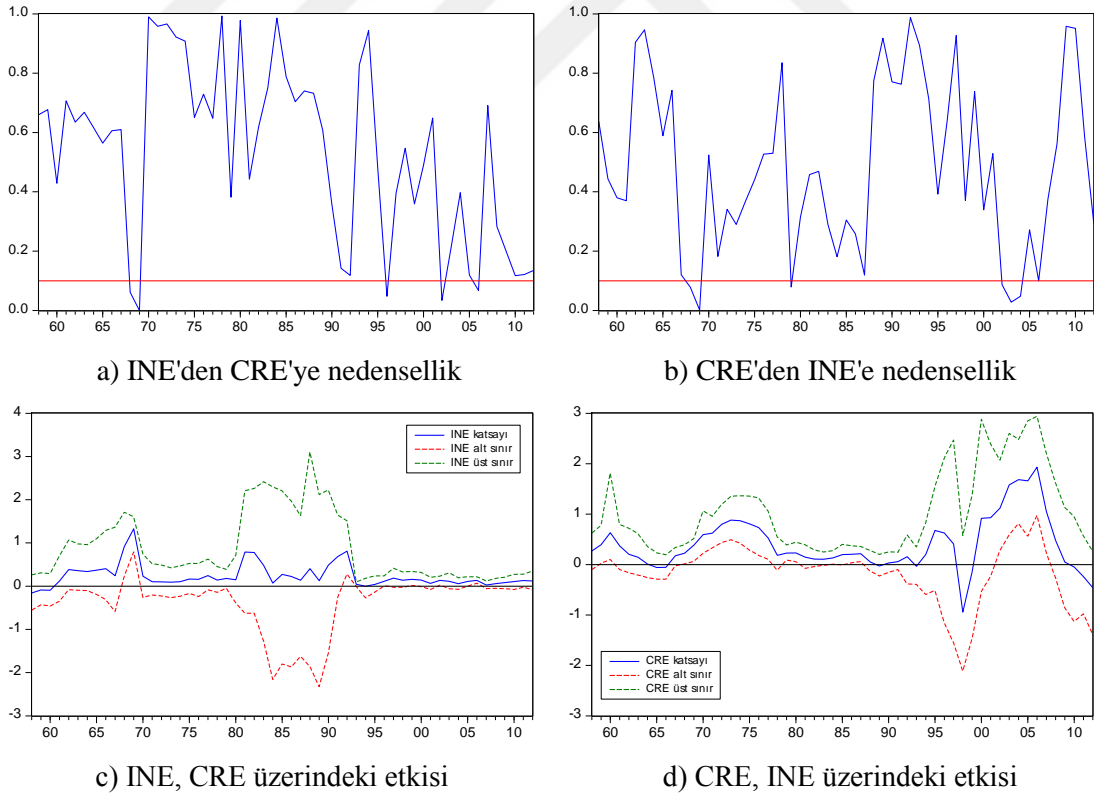 1.0
0.8
0.6
0.4
0.2
0.0
60 65 70 75 80 85 90 95 00 05 10
a) INE'den CRE'ye nedensellik
1.0
0.8
0.6
0.4
0.2
0.0
60 65 70 75 80 85 90 95 00 05 10
b) CRE'den INE'e nedensellik
4
3
2
1
0
-1
-2
-3
INE katsayı
INE alt sınır
INE üst sınır
60 65 70 75 80 85 90 95 00 05 10
c) INE, CRE üzerindeki etkisi
3
2
1
0
-1
-2
-3
CRE katsayı
CRE alt sınır
CRE üst sınır
60 65 70 75 80 85 90 95 00 05 10
d) CRE, INE üzerindeki etkisi